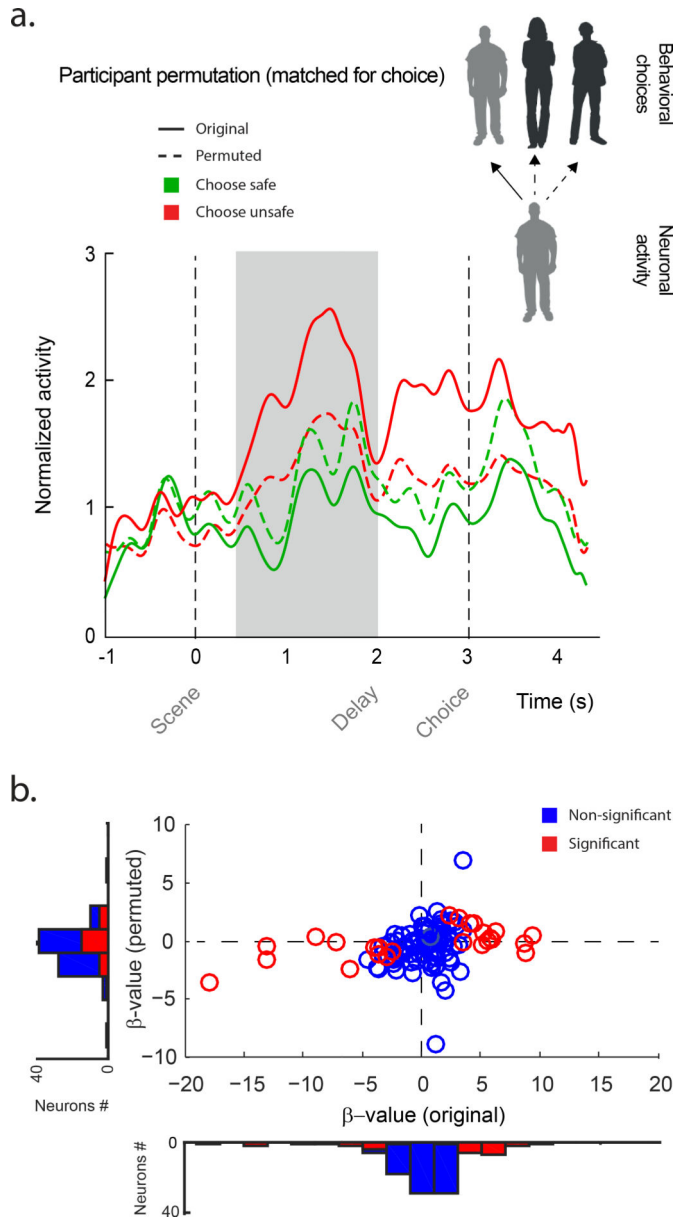 a.
Participant permutation (matched for choice)
Behavioral
choices
Original
Permuted
Choose safe
Choose unsafe
Neuronal
activity
3
2
1
0
Normalized activity
-1 0 1 2 3 4
Scene
Delay
Choice
Time (s)
b.
Non-significant
Significant
10
5
0
−5
−10
β-value (permuted)
40 0
Neurons #
−20 −15 −10 −5 0 5 10 15 20
β−value (original)
Neurons #
0
40